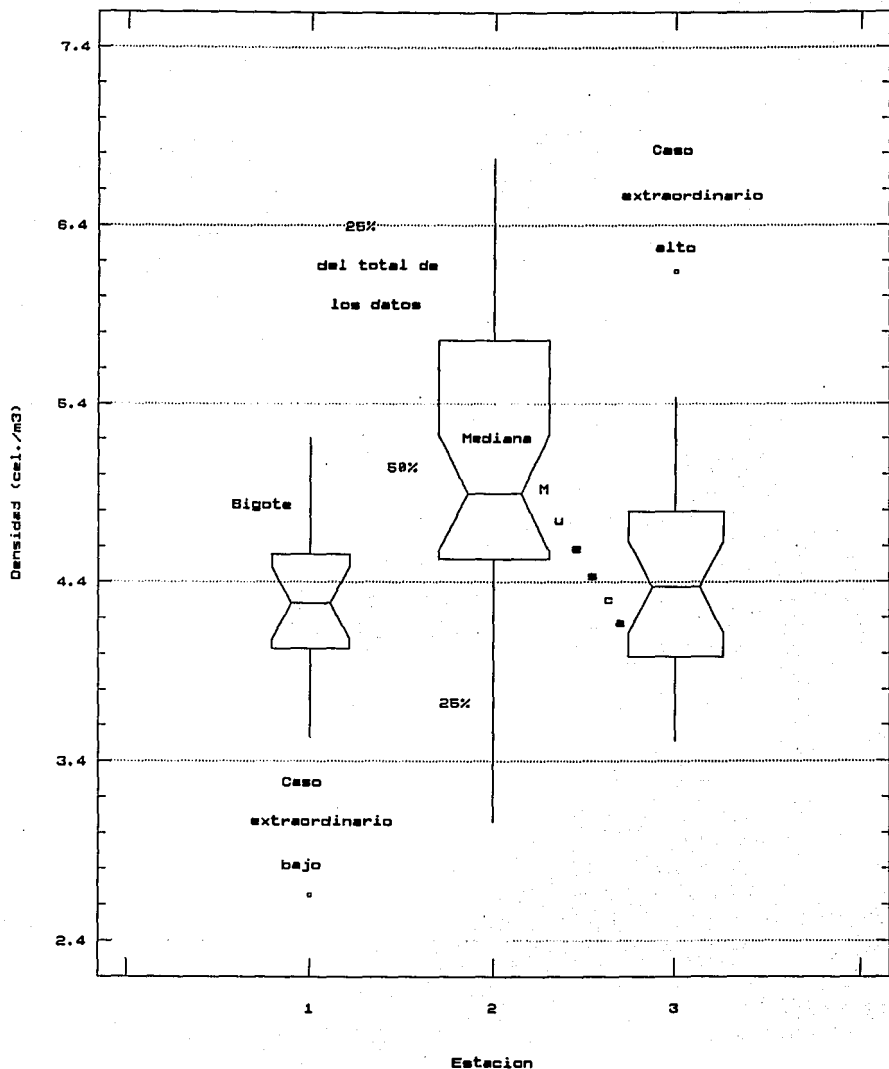 7.4
Caso
extraordinario
alto
6.4
25%
del total de
los datos
5.4
Mediana
50%
Muesca
Bigote
4.4
25%
3.4
Caso
extraordinario
bajo
2.4
Densidad (cel./m3)
1 2 3
Estacion